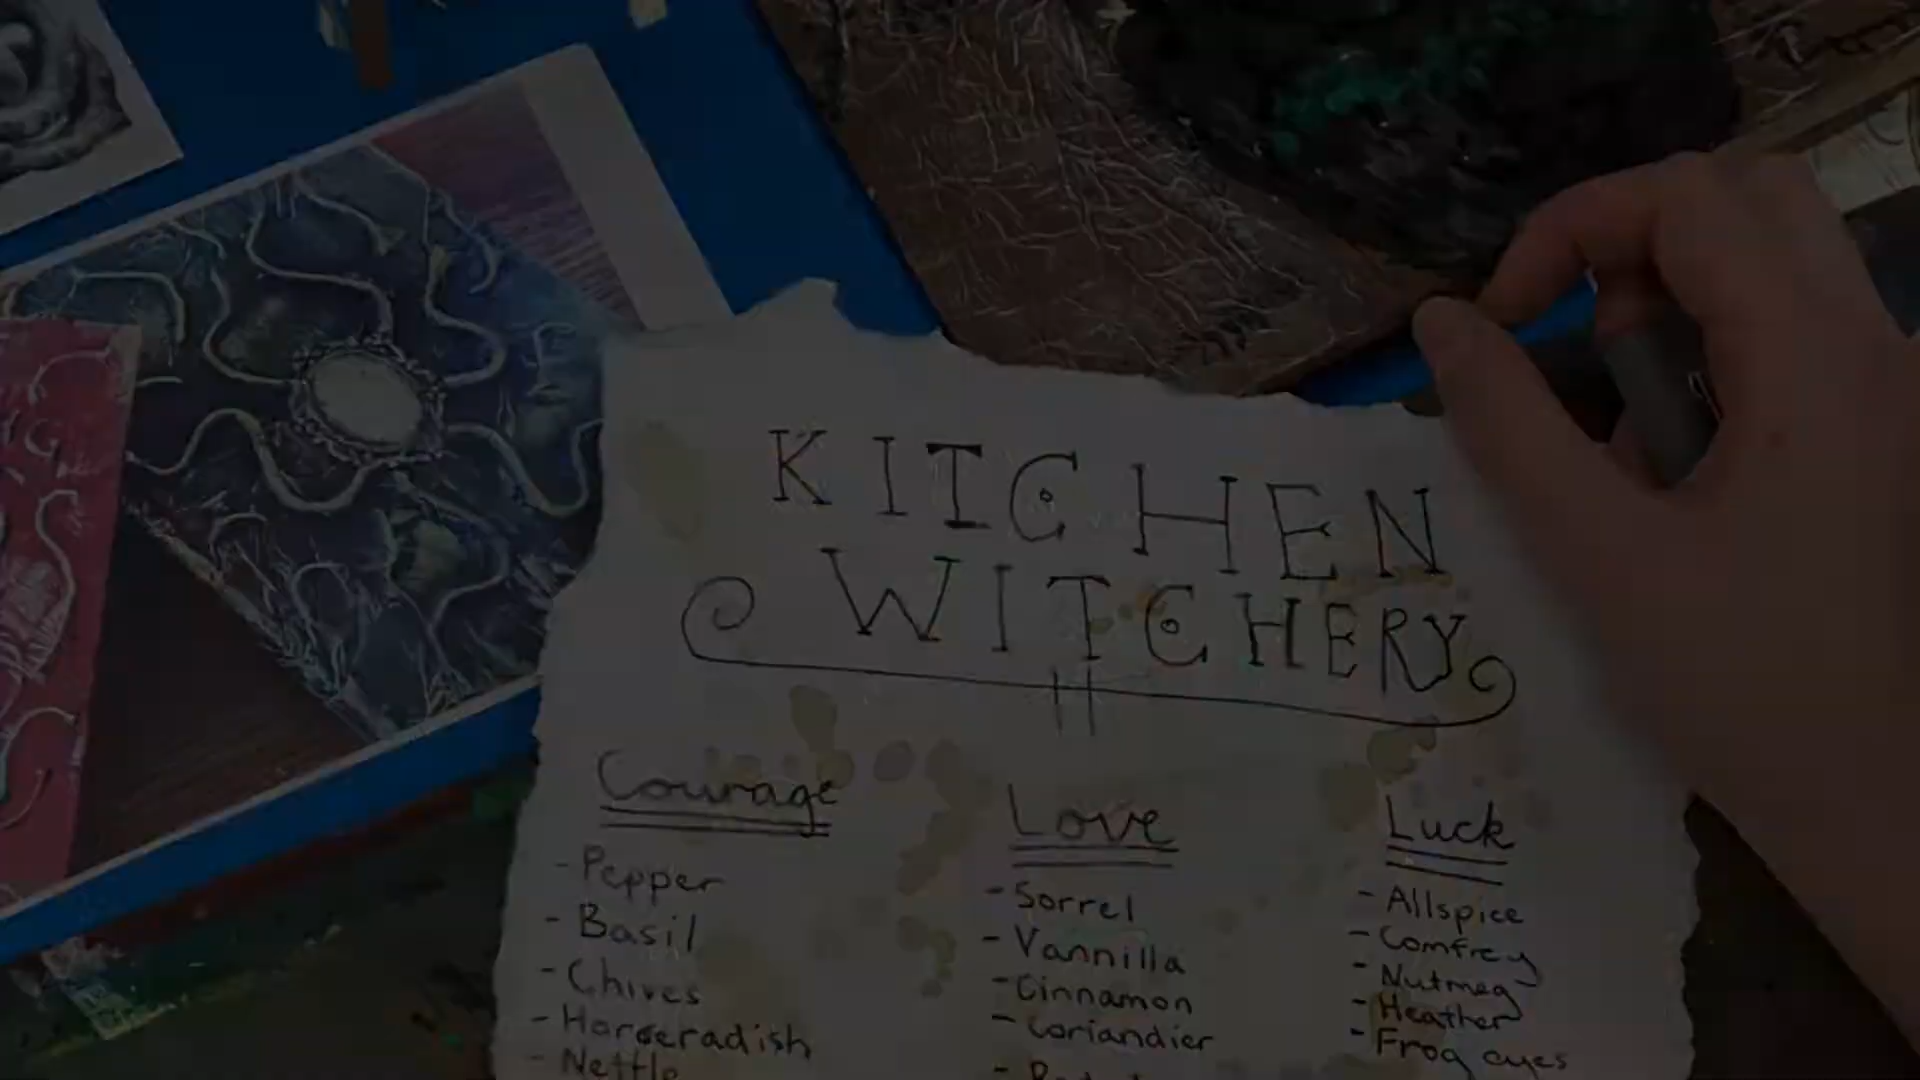 KITCHEN
WITCHERY
Courage
- Pepper
- Basil
- Chives
- Horseradish
- Nettle
Love
- Sorrel
- Vannilla
- Cinnamon
- Coriandier
Luck
- Allspice
- Comfrey
- Nutmeg
- Heather
- Frog eyes